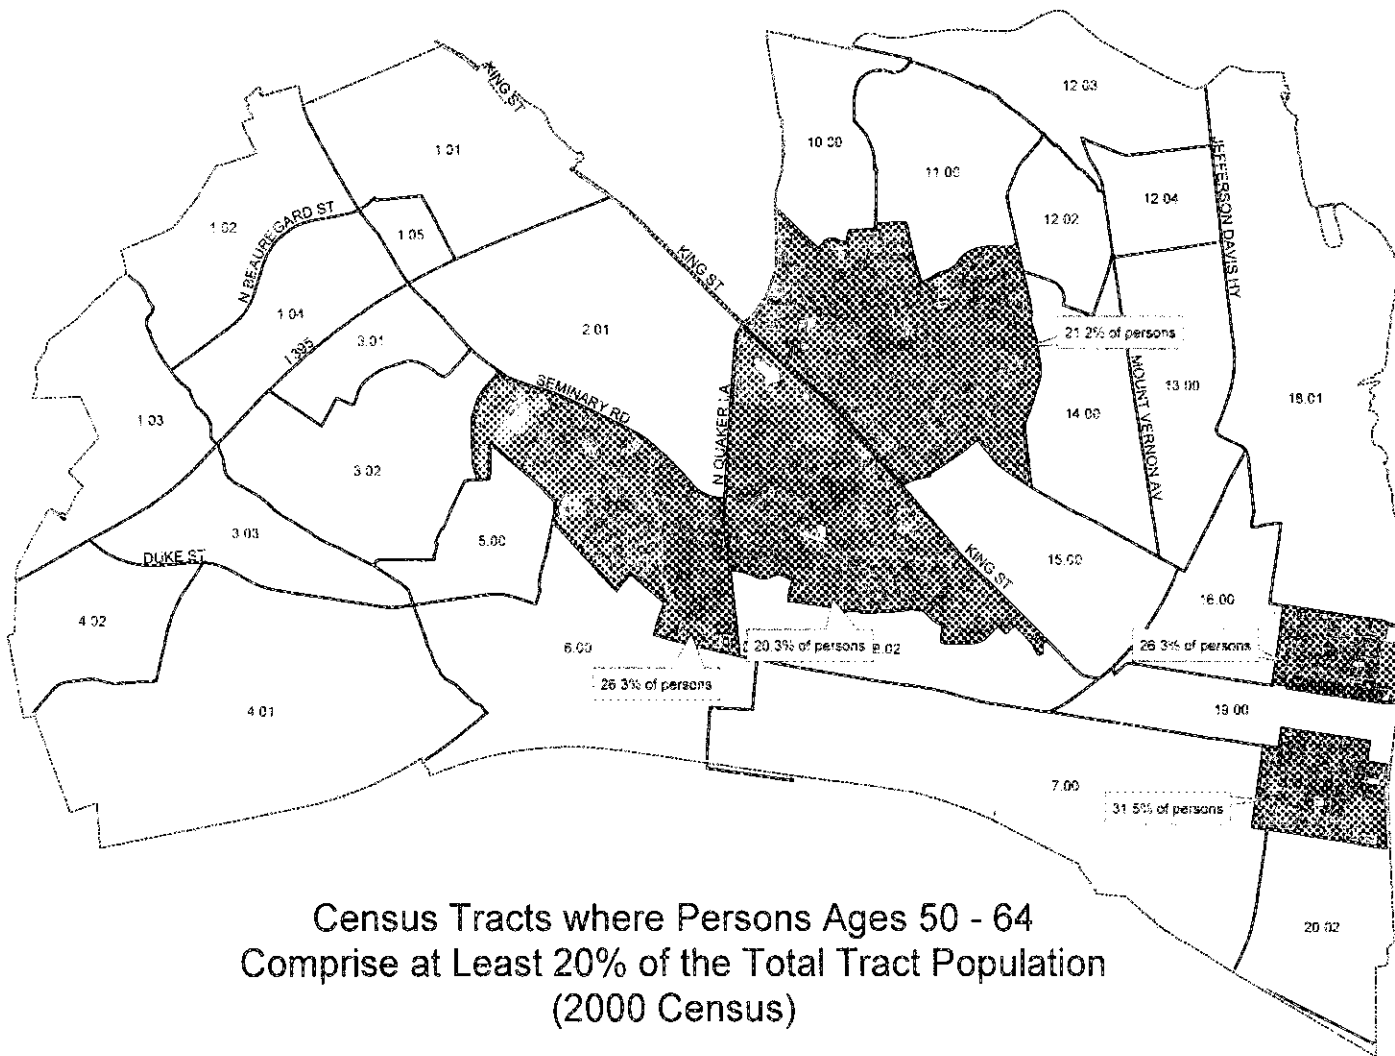 KING ST
12 03
JEFFERSON DAVIS HY
1 01
10 00
11 00
12 04
1 02
N BEAUREGARD ST
1.05
12 02
KING ST
1 04
I 395
3.01
2.01
21 2% of persons
MOUNT VERNON AV
13 00
1 03
SEMINARY RD
N QUAKER LA
14 00
18.01
3 02
3 03
DUKE ST
5.00
KING ST
15.00
4 02
16.00
6.00
20.3% of persons
26 3% of persons
26 3% of persons
4 01
19 00
7.00
31 5% of persons
20 02
Census Tracts where Persons Ages 50 - 64
Comprise at Least 20% of the Total Tract Population
(2000 Census)